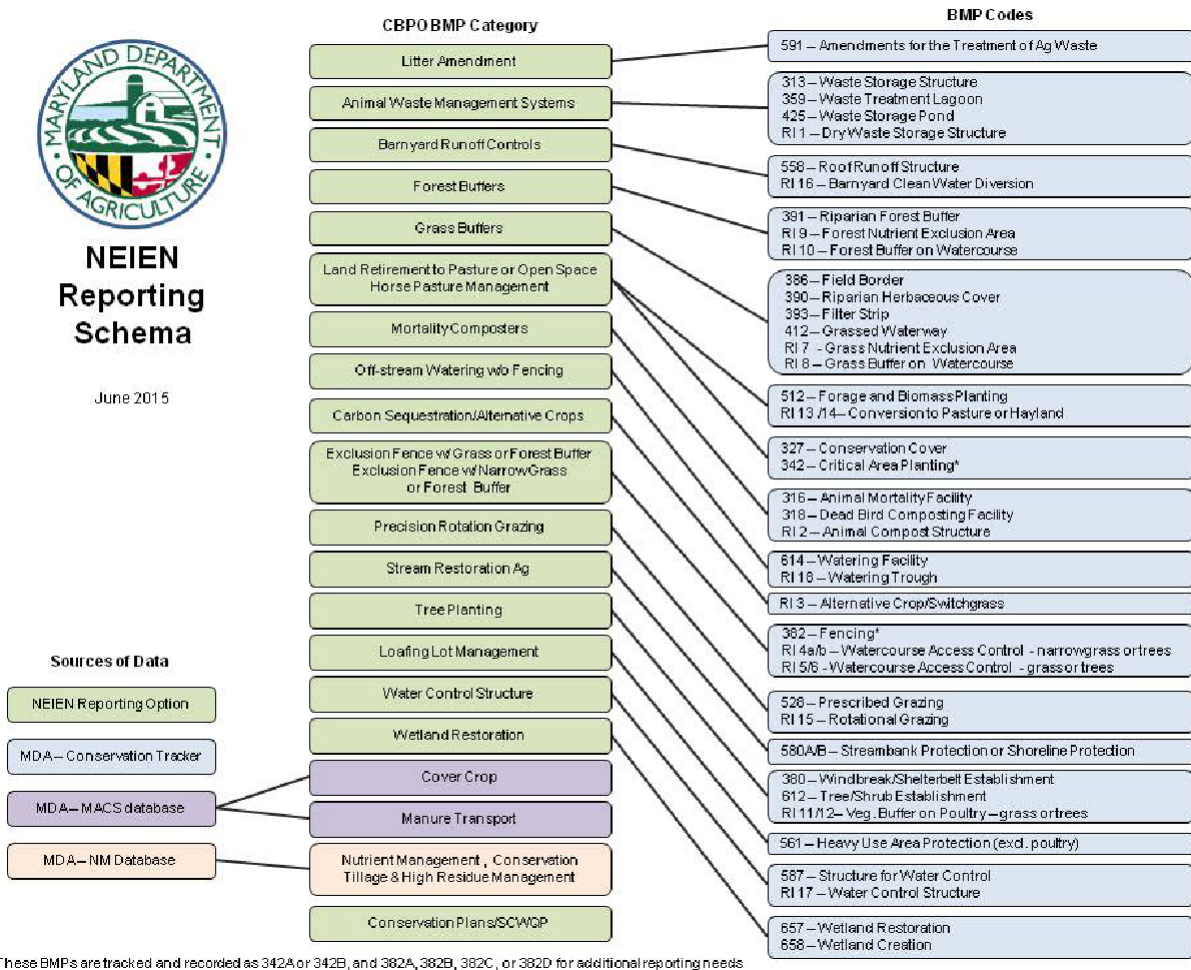 MARYLAND DEPARTMENT
OF AGRICULTURE
NEIEN
Reporting
Schema
June 2015
Sources of Data
NEIEN Reporting Option
MDA – Conservation Tracker
MDA – MACS database
MDA – NM Database
CBPO BMP Category
Litter Amendment
Animal Waste Management Systems
Barnyard Runoff Controls
Forest Buffers
Grass Buffers
Land Retirement to Pasture or Open Space
Horse Pasture Management
Mortality Composters
Off-stream Watering w/o Fencing
Carbon Sequestration/Alternative Crops
Exclusion Fence w/ Grass or Forest Buffer
Exclusion Fence w/ Narrow Grass
or Forest Buffer
Precision Rotation Grazing
Stream Restoration Ag
Tree Planting
Loafing Lot Management
Water Control Structure
Wetland Restoration
Cover Crop
Manure Transport
Nutrient Management , Conservation
Tillage & High Residue Management
Conservation Plans/SCWQP
BMP Codes
591 – Amendments for the Treatment of Ag Waste
313 – Waste Storage Structure
359 – Waste Treatment Lagoon
425 – Waste Storage Pond
RI 1 – Dry Waste Storage Structure
558 – Roof Runoff Structure
RI 16 – Barnyard Clean Water Diversion
391 – Riparian Forest Buffer
RI 9 – Forest Nutrient Exclusion Area
RI 10 – Forest Buffer on Watercourse
386 – Field Border
390 – Riparian Herbaceous Cover
393 – Filter Strip
412 – Grassed Waterway
RI 7 - Grass Nutrient Exclusion Area
RI 8 – Grass Buffer on Watercourse
512 – Forage and Biomass Planting
RI 13 /14 – Conversion to Pasture or Hayland
327 – Conservation Cover
342 – Critical Area Planting*
316 – Animal Mortality Facility
318 – Dead Bird Composting Facility
RI 2 – Animal Compost Structure
614 – Watering Facility
RI 18 – Watering Trough
RI 3 – Alternative Crop/Switchgrass
382 – Fencing*
RI 4a/b – Watercourse Access Control - narrow grass or trees
RI 5/6 - Watercourse Access Control - grass or trees
528 – Prescribed Grazing
RI 15 – Rotational Grazing
580A/B – Streambank Protection or Shoreline Protection
380 – Windbreak/Shelterbelt Establishment
612 – Tree/Shrub Establishment
RI 11/12 – Veg. Buffer on Poultry – grass or trees
561 – Heavy Use Area Protection (excl. poultry)
587 – Structure for Water Control
RI 17 – Water Control Structure
657 – Wetland Restoration
658 – Wetland Creation
These BMPs are tracked and recorded as 342A or 342B, and 382A, 382B, 382C, or 382D for additional reporting needs